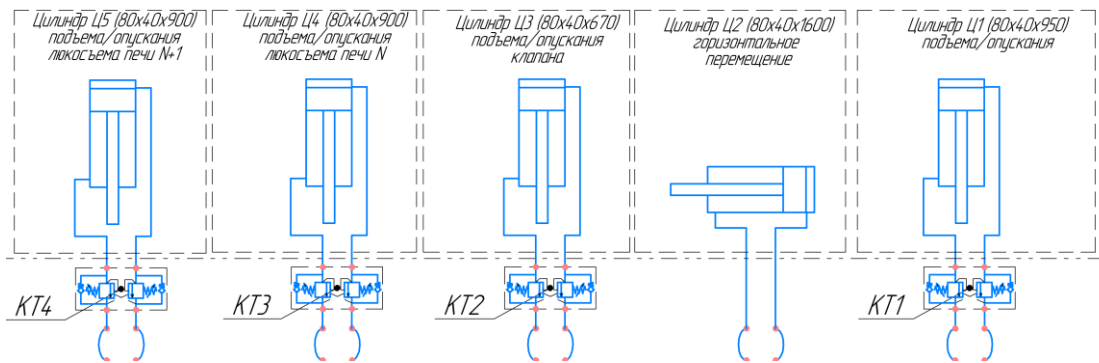 Цилиндр Ц5 (80х40х900)
подъема/опускания
люкосъема печи N+1
Цилиндр Ц4 (80х40х900)
подъема/опускания
люкосъема печи N
Цилиндр Ц3 (80х40х670)
подъема/опускания
клапана
Цилиндр Ц2 (80х40х1600)
горизонтальное
перемещение
Цилиндр Ц1 (80х40х950)
подъема/опускания
КТ4
КТ3
КТ2
КТ1